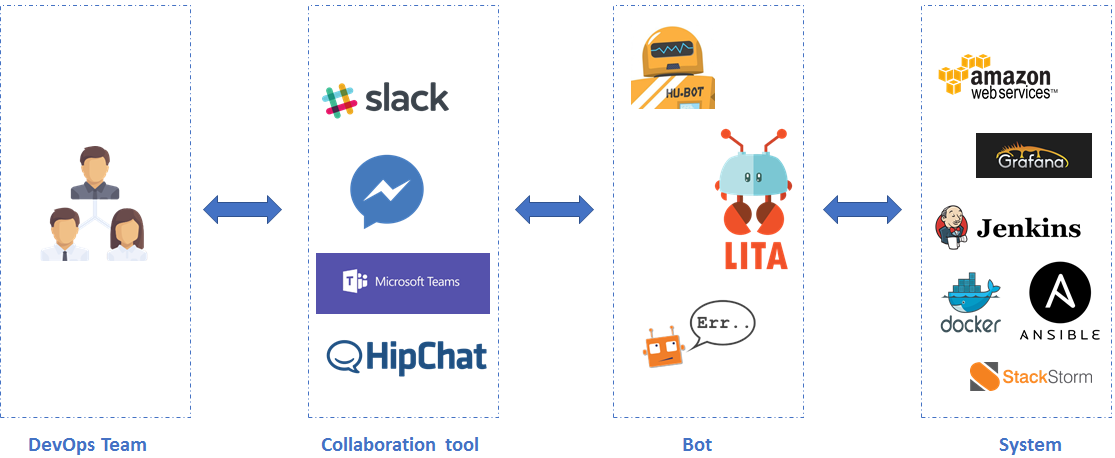 slack
Microsoft Teams
HipChat
HU-BOT
LITA
Err..
amazon
web services™
Grafana
Jenkins
docker
ANSIBLE
StackStorm
DevOps Team
Collaboration tool
Bot
System